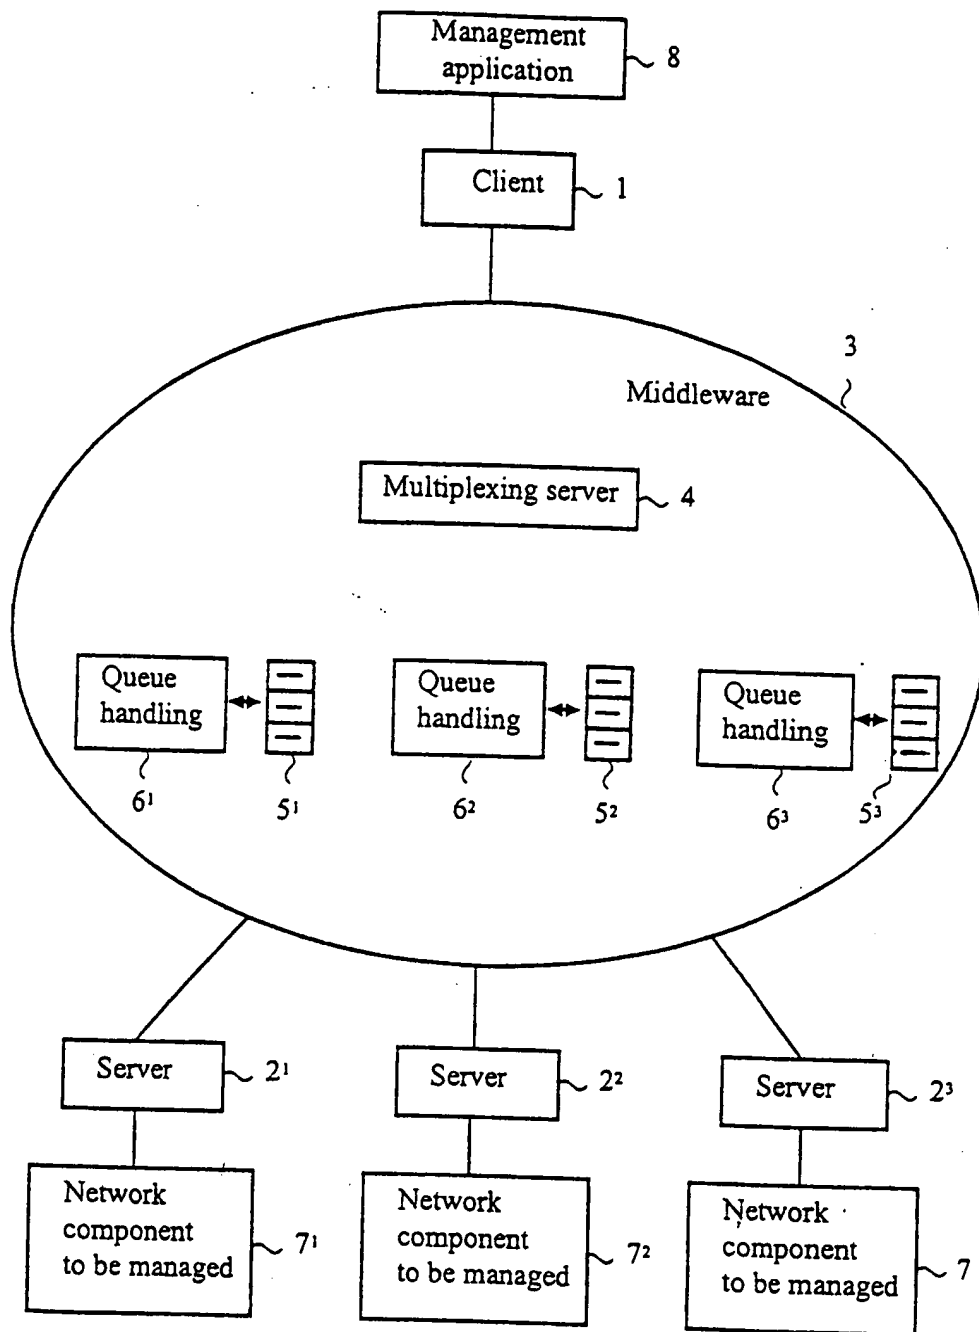 Management
application
8
Client
1
3
Middleware
Multiplexing server
4
Queue
handling
Queue
handling
Queue
handling
6¹
5¹
6²
5²
6³
5³
Server
2¹
Server
2²
Server
2³
Network
component
to be managed
7¹
Network
component
to be managed
7²
Network
component
to be managed
7